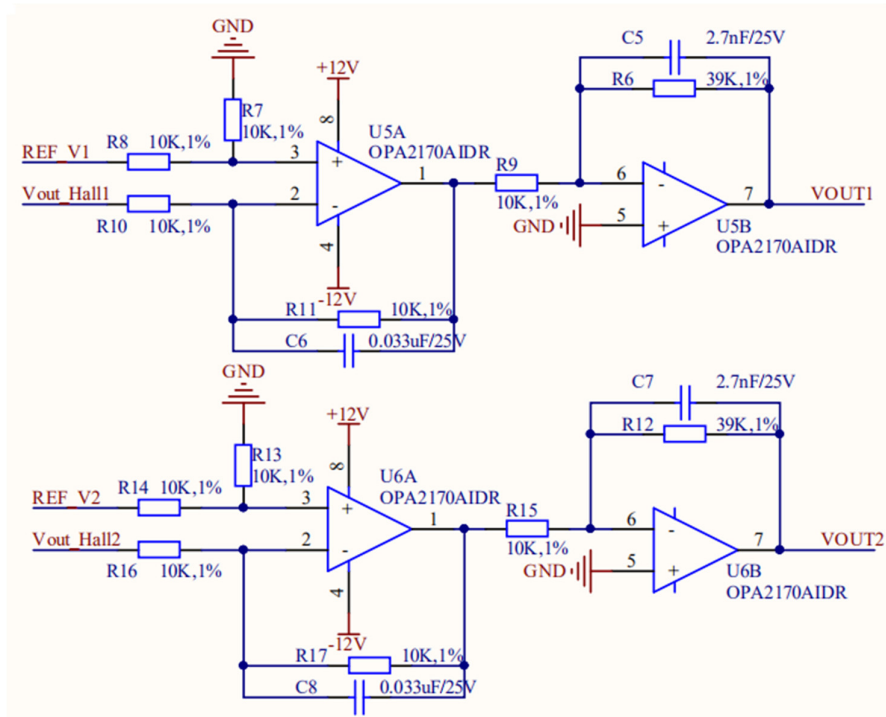 GND
C5 2.7nF/25V
+12V
R6 39K,1%
R7
10K,1%
8
U5A
OPA2170AIDR
R8 10K,1%
REF_V1
3
+
R9
Vout_Hall1
2
-
1
6
-
7
VOUT1
R10 10K,1%
10K,1%
GND
5
+
U5B
OPA2170AIDR
4
-12V
R11 10K,1%
C6 0.033uF/25V
GND
C7 2.7nF/25V
+12V
R12 39K,1%
R13
10K,1%
8
U6A
OPA2170AIDR
R14 10K,1%
REF_V2
3
+
R15
Vout_Hall2
2
-
1
6
-
7
VOUT2
R16 10K,1%
10K,1%
GND
5
+
U6B
OPA2170AIDR
4
-12V
R17 10K,1%
C8 0.033uF/25V